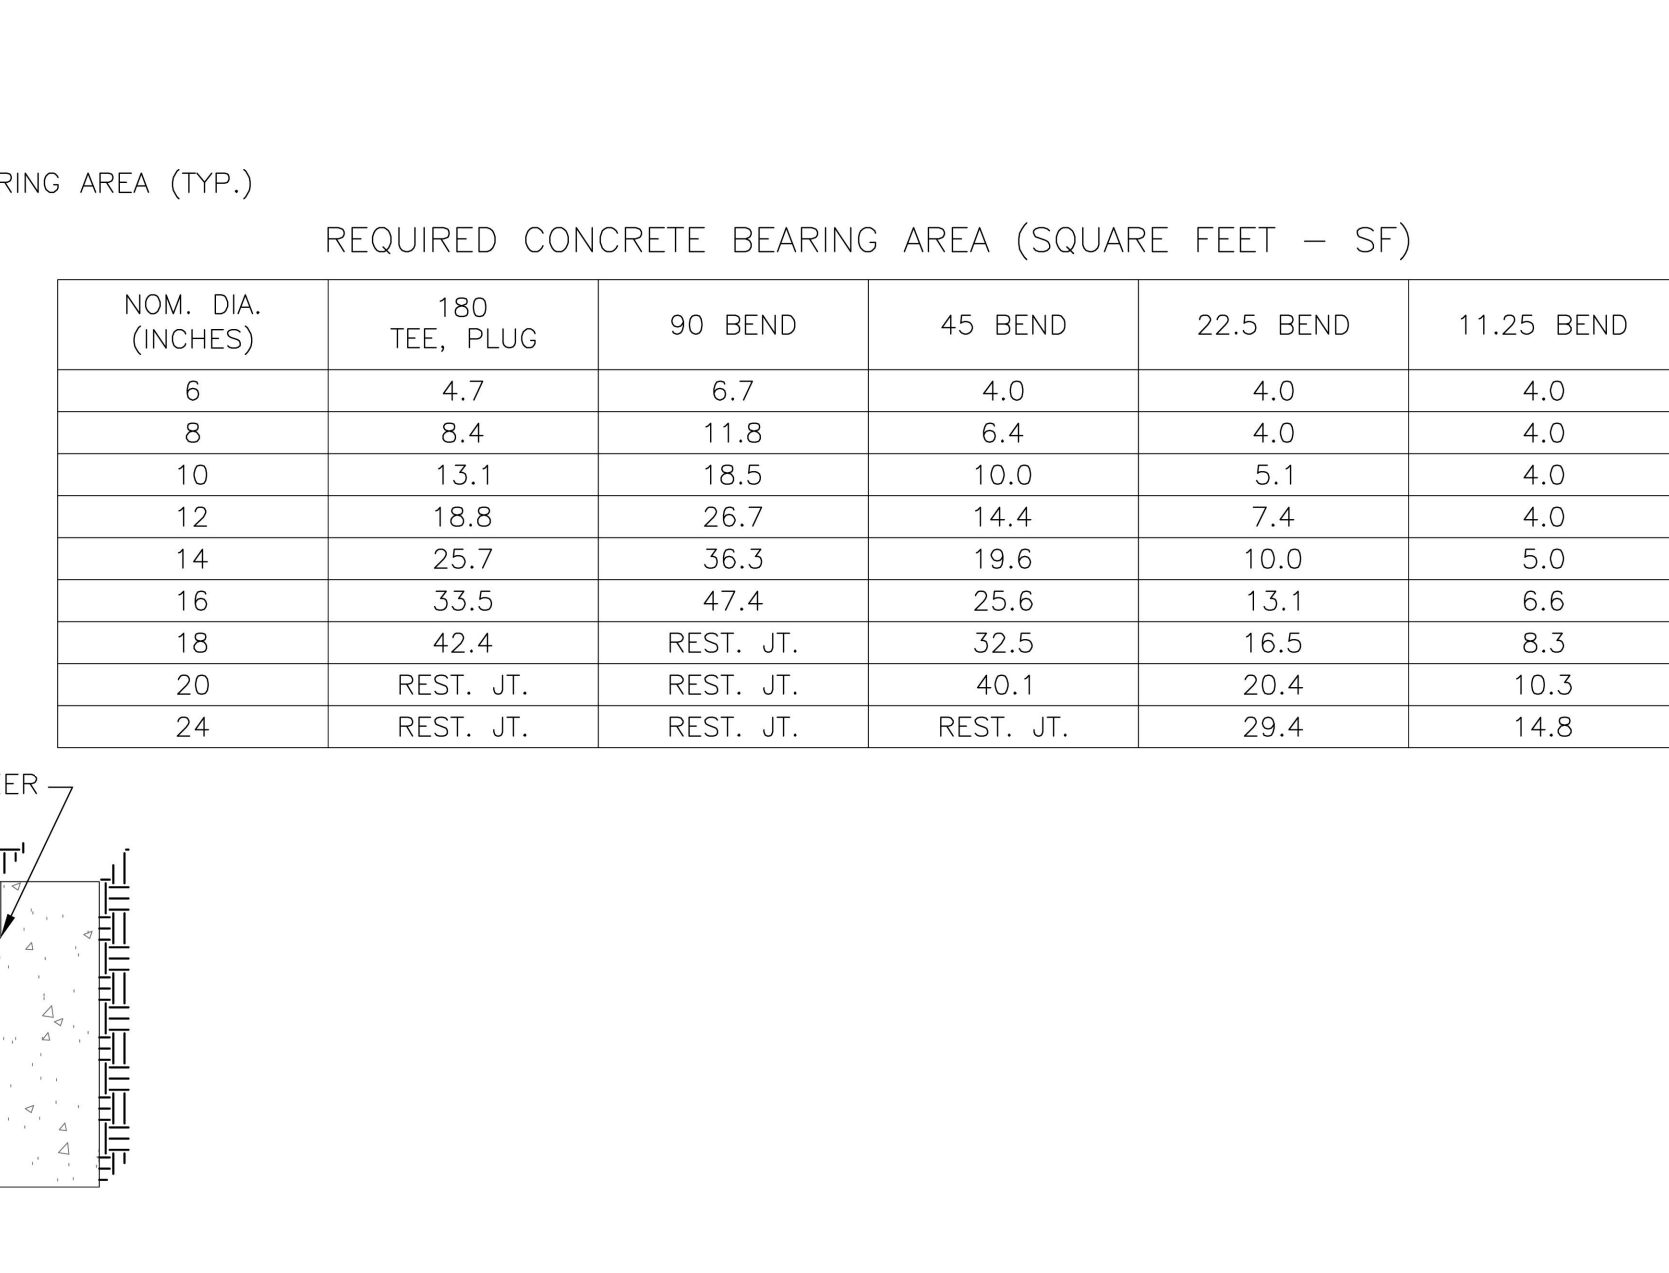 AREA (TYP.)
REQUIRED CONCRETE BEARING AREA (SQUARE FEET – SF)
NOM. DIA. (INCHES) 180 TEE, PLUG 90 BEND 45 BEND 22.5 BEND 11.25 BEND
6 4.7 6.7 4.0 4.0 4.0
8 8.4 11.8 6.4 4.0 4.0
10 13.1 18.5 10.0 5.1 4.0
12 18.8 26.7 14.4 7.4 4.0
14 25.7 36.3 19.6 10.0 5.0
16 33.5 47.4 25.6 13.1 6.6
18 42.4 REST. JT. 32.5 16.5 8.3
20 REST. JT. REST. JT. 40.1 20.4 10.3
24 REST. JT. REST. JT. REST. JT. 29.4 14.8